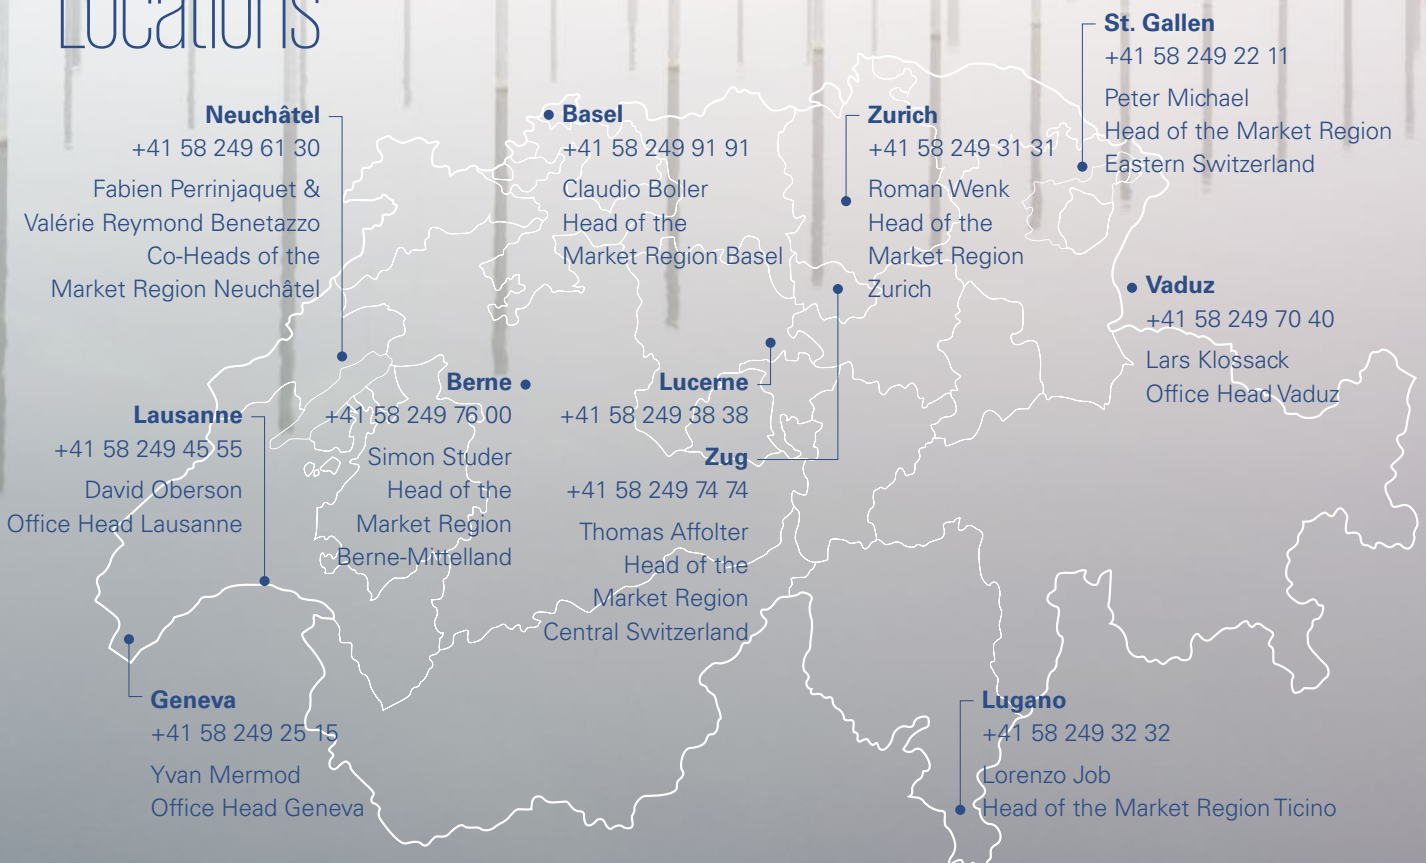 Locations
Neuchâtel
+41 58 249 61 30
Fabien Perrinjaquet &
Valérie Reymond Benetazzo
Co-Heads of the
Market Region Neuchâtel
Basel
+41 58 249 91 91
Claudio Boller
Head of the
Market Region Basel
Zurich
+41 58 249 31 31
Roman Wenk
Head of the
Market Region
Zurich
St. Gallen
+41 58 249 22 11
Peter Michael
Head of the Market Region
Eastern Switzerland
Vaduz
+41 58 249 70 40
Lars Klossack
Office Head Vaduz
Lausanne
+41 58 249 45 55
David Oberson
Office Head Lausanne
Berne
+41 58 249 76 00
Simon Studer
Head of the
Market Region
Berne-Mittelland
Lucerne
+41 58 249 38 38
Zug
+41 58 249 74 74
Thomas Affolter
Head of the
Market Region
Central Switzerland
Geneva
+41 58 249 25 15
Yvan Mermod
Office Head Geneva
Lugano
+41 58 249 32 32
Lorenzo Job
Head of the Market Region Ticino